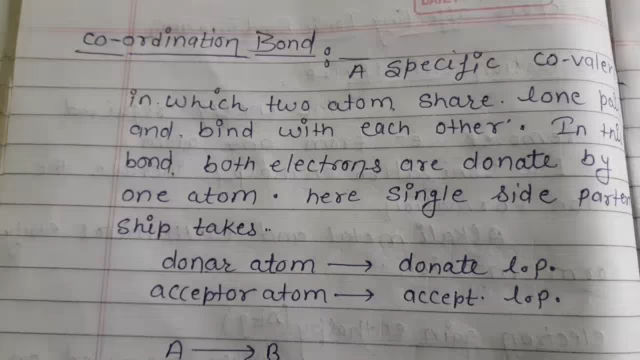 co-ordination Bond :
A specific co-valen
in which two atom share lone pai
and bind with each other. In thi
bond both electrons are donate by
one atom. here single side parter
ship takes..
donar atom → donate l.p.
acceptor atom → accept. l.p.
A → B